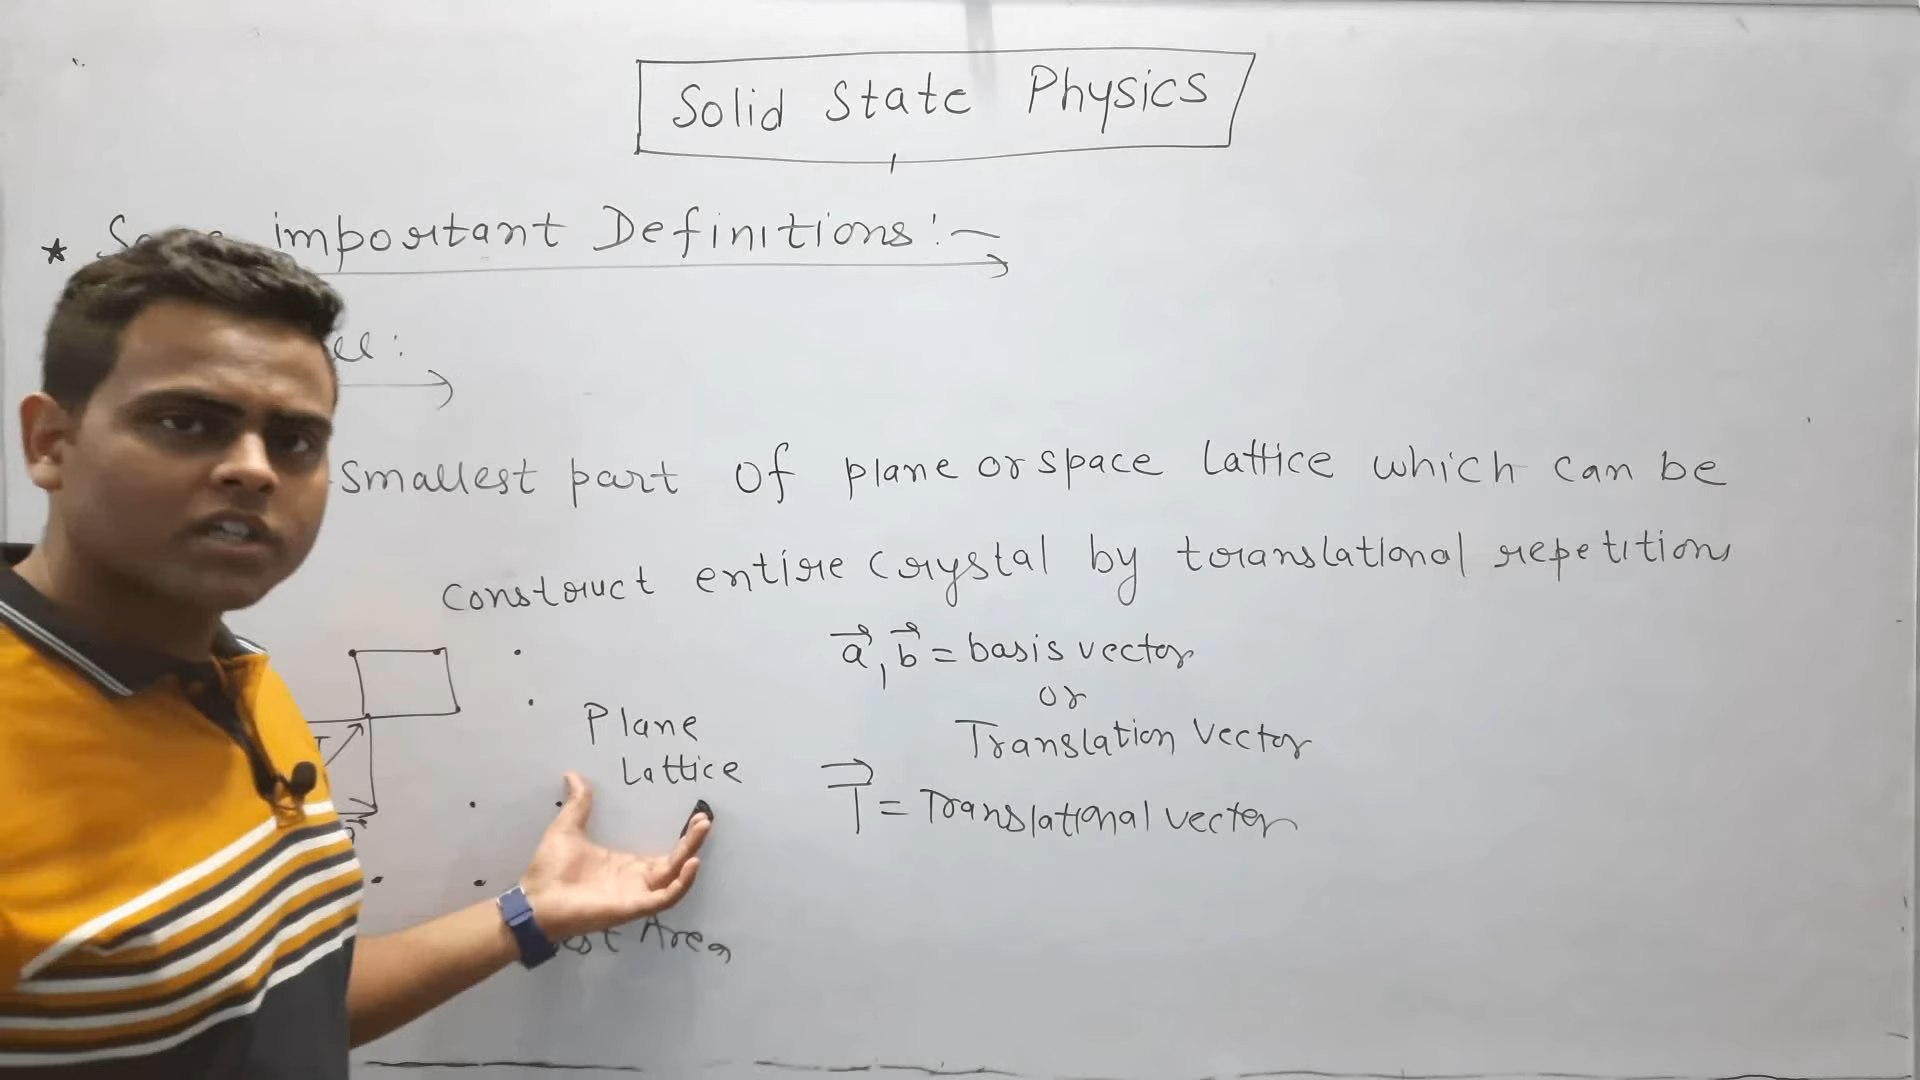 Solid State Physics
important Definitions:-
smallest part of plane or space Lattice which can be
construct entire crystal by translational repetition
a, b = basis vector
or
Translation Vector
Plane
Lattice
T = Translational vector
T
Area